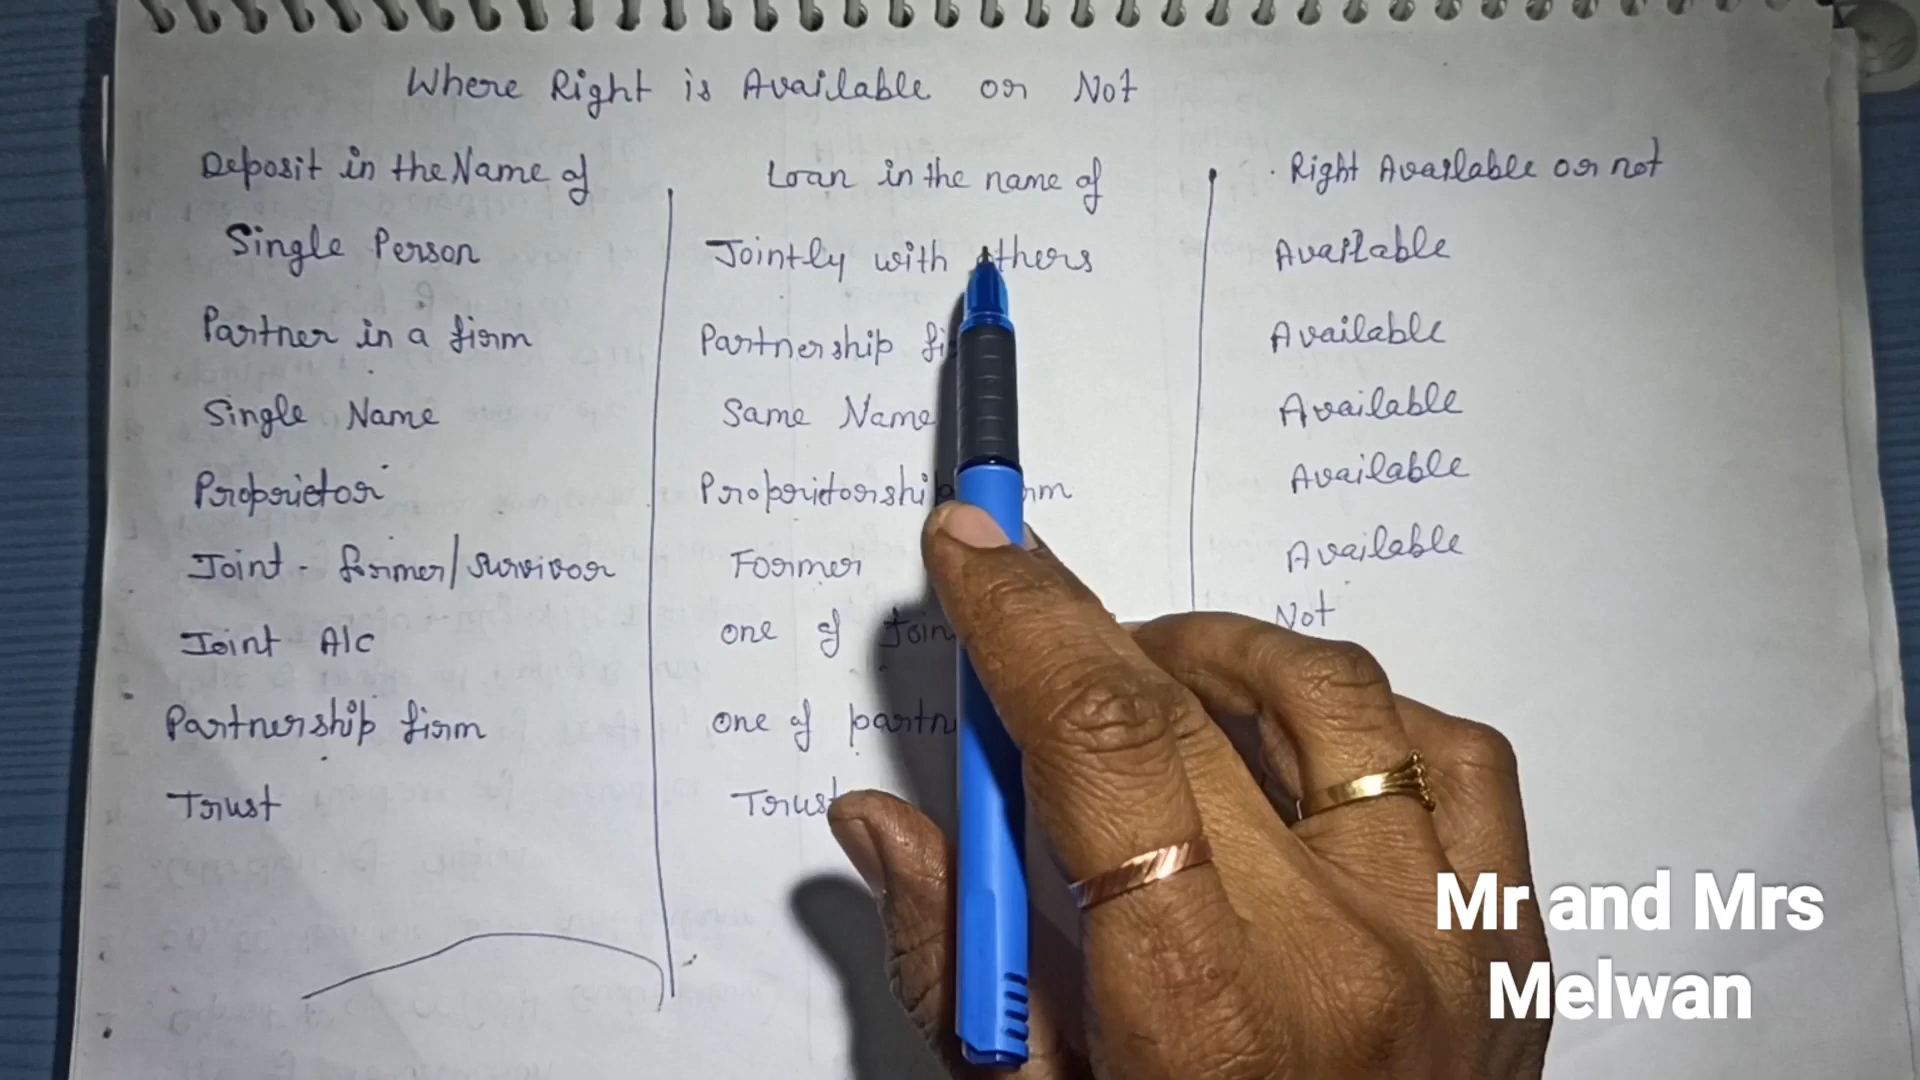 Where Right is Available or Not
Deposit in the Name of Loan in the name of Right Available or not
Single Person Jointly with others Available
Partner in a firm Partnership Available
Single Name Same Name Available
Proprietor Proprietorship Available
Joint - former/survivor Former Available
Joint A/c one of Not
Partnership firm one of
Trust Trust
Mr and Mrs
Melwan